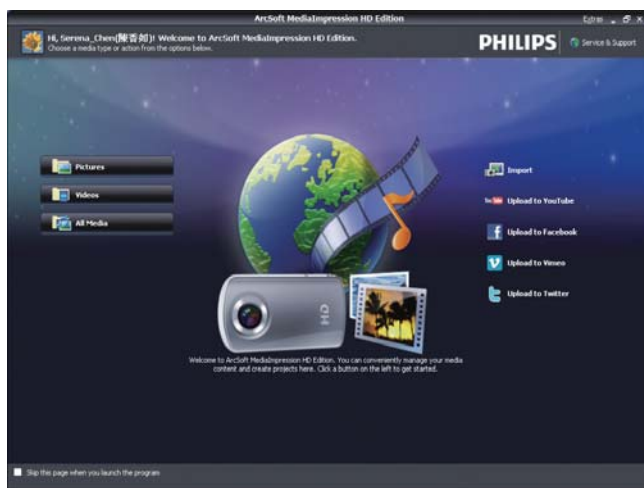 ArcSoft MediaImpression HD Edition
Extras
Hi, Serena_Chen(陳香如)! Welcome to ArcSoft MediaImpression HD Edition.
Choose a media type or action from the options below.
PHILIPS
Service & Support
Pictures
Videos
All Media
Import
You Tube Upload to YouTube
f Upload to Facebook
v Upload to Vimeo
t Upload to Twitter
HD
Welcome to ArcSoft MediaImpression HD Edition. You can conveniently manage your media
content and create projects here. Click a button on the left to get started.
Skip this page when you launch the program